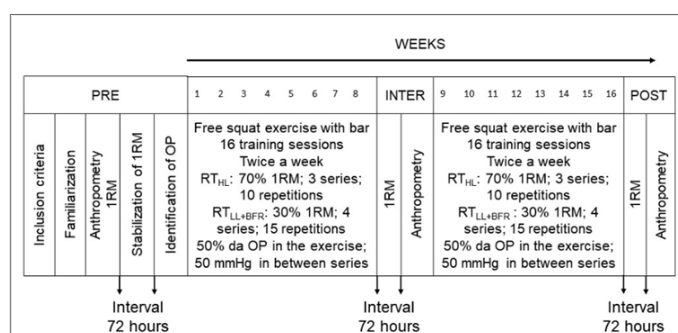 WEEKS
PRE
1 2 3 4 5 6 7 8
INTER
9 10 11 12 13 14 15 16
POST
Inclusion criteria
Familiarization
Anthropometry
1RM
Stabilization of 1RM
Identification of OP
Free squat exercise with bar
16 training sessions
Twice a week
RTHL: 70% 1RM; 3 series;
10 repetitions
RTLL+BFR: 30% 1RM; 4
series; 15 repetitions
50% da OP in the exercise;
50 mmHg in between series
1RM
Anthropometry
Free squat exercise with bar
16 training sessions
Twice a week
RTHL: 70% 1RM; 3 series;
10 repetitions
RTLL+BFR : 30% 1RM; 4
series; 15 repetitions
50% da OP in the exercise;
50 mmHg in between series
1RM
Anthropometry
Interval
72 hours
Interval
72 hours
Interval
72 hours